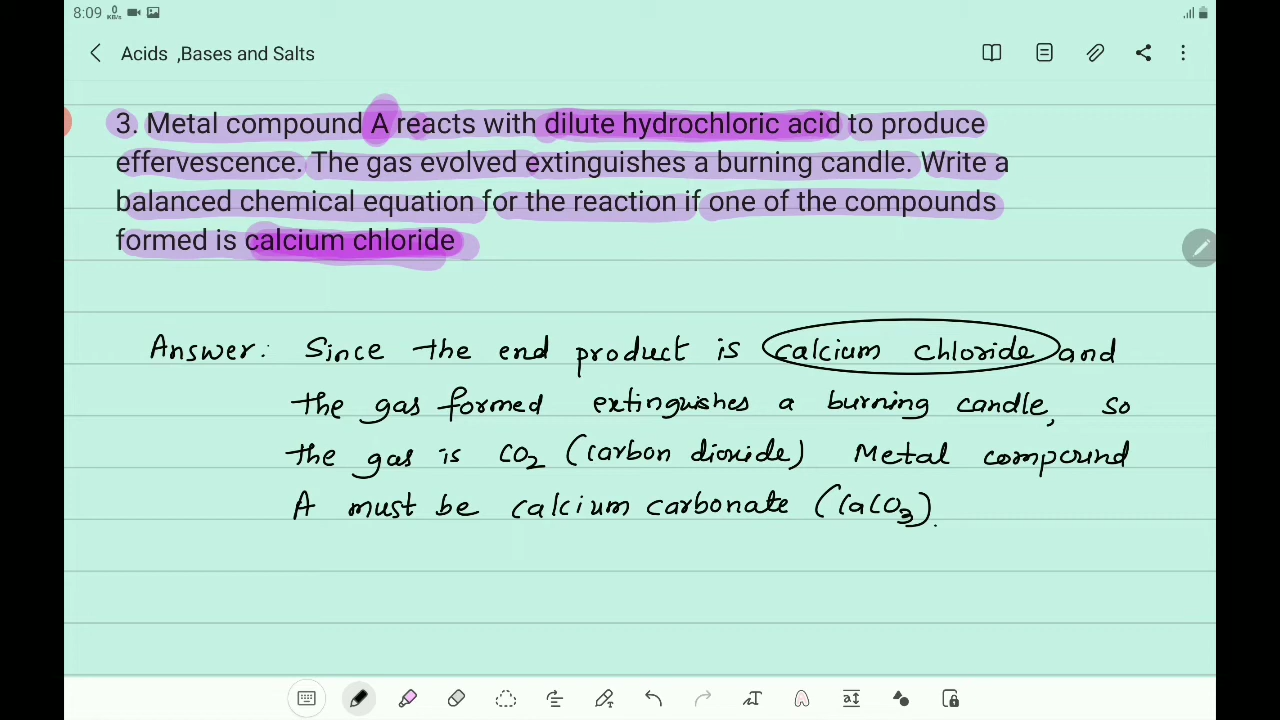 8:09 0 KB/s
Acids ,Bases and Salts
3. Metal compound A reacts with dilute hydrochloric acid to produce
effervescence. The gas evolved extinguishes a burning candle. Write a
balanced chemical equation for the reaction if one of the compounds
formed is calcium chloride
Answer: Since the end product is calcium chloride and
the gas formed extinguishes a burning candle, so
the gas is CO2 (carbon dioxide) Metal compound
A must be calcium carbonate (CaCO3).